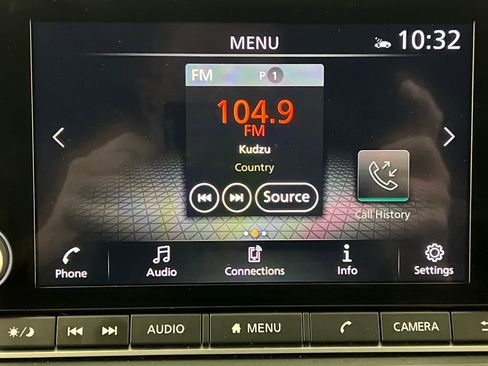 MENU
10:32
FM P 1
104.9
FM
Kudzu
Country
Source
Call History
Phone
Audio
Connections
Info
Settings
AUDIO
MENU
CAMERA